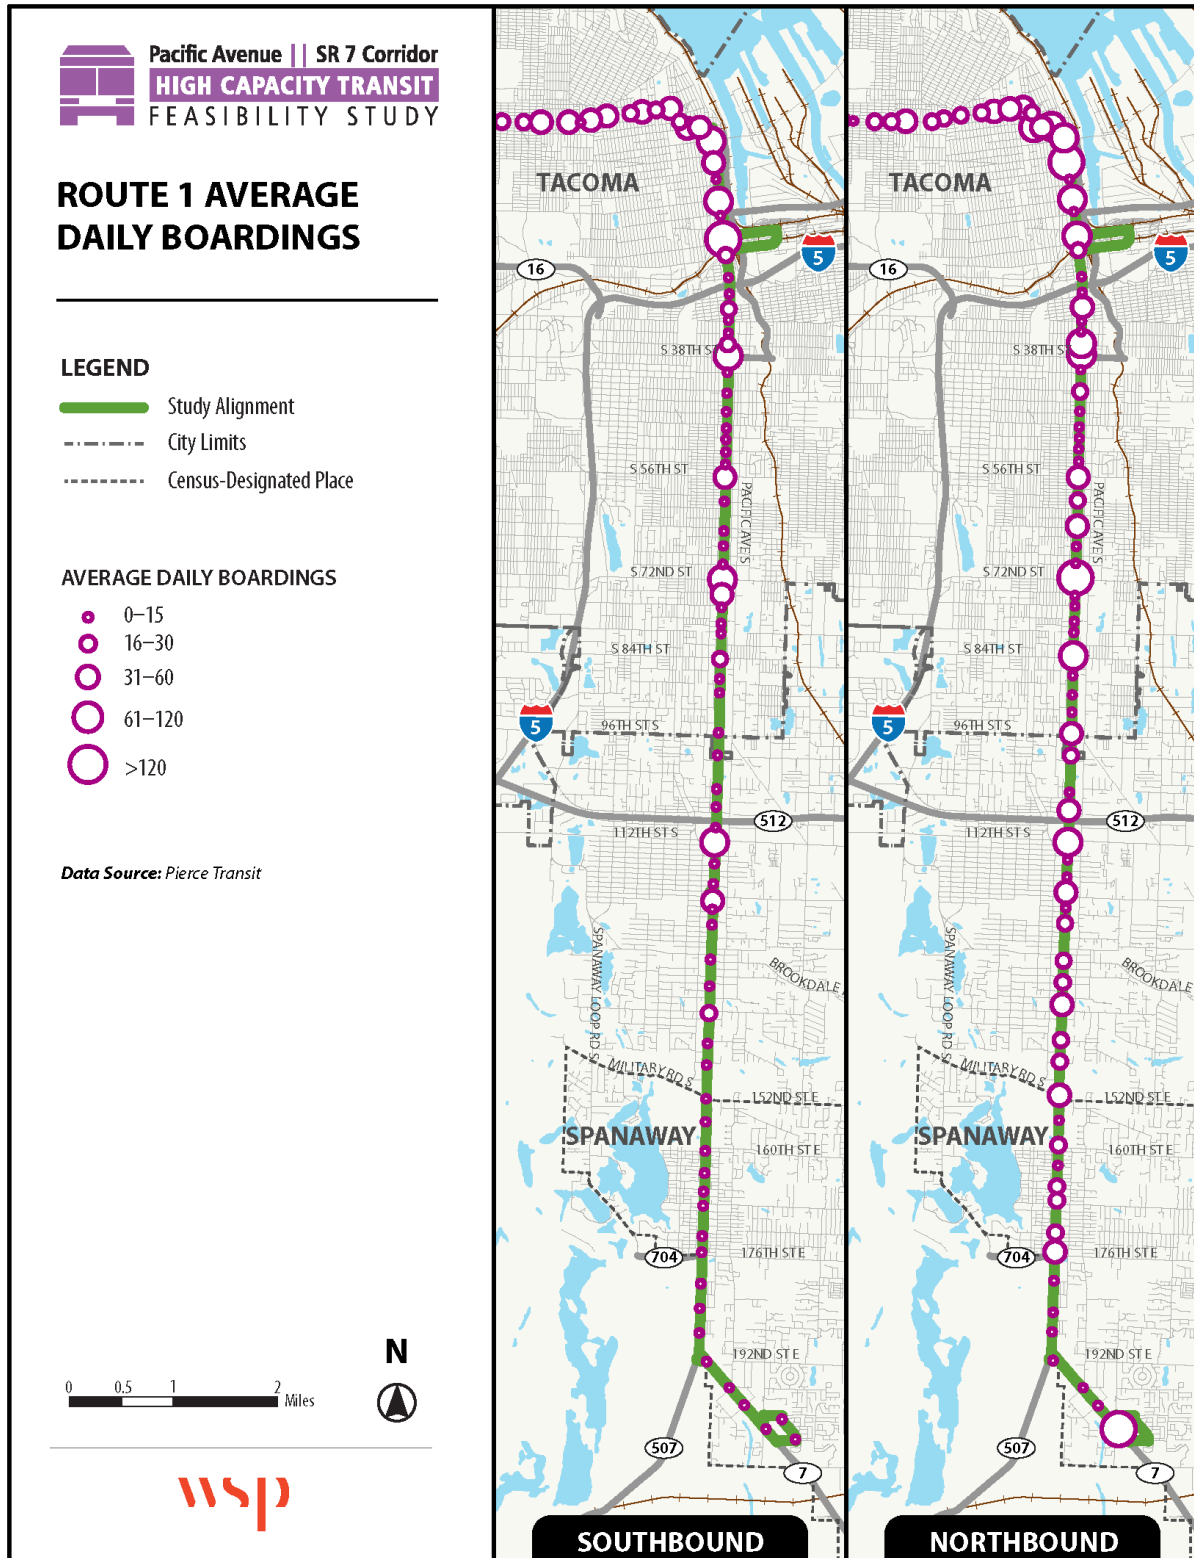 Pacific Avenue || SR 7 Corridor
HIGH CAPACITY TRANSIT
FEASIBILITY STUDY
ROUTE 1 AVERAGE
DAILY BOARDINGS
LEGEND
Study Alignment
City Limits
Census-Designated Place
AVERAGE DAILY BOARDINGS
0–15
16–30
31–60
61–120
>120
Data Source: Pierce Transit
0 0.5 1 2 Miles
N
wsp
TACOMA
16
5
S 38TH ST
S 56TH ST
PACIFIC AVE S
S 72ND ST
S 84TH ST
5
96TH ST S
512
112TH ST S
SPANAWAY LOOP RD S
BROOKDALE
MILITARY RD S
152ND ST E
SPANAWAY
160TH ST E
704
176TH ST E
192ND ST E
507
7
SOUTHBOUND
TACOMA
16
5
S 38TH ST
S 56TH ST
PACIFIC AVE S
S 72ND ST
S 84TH ST
5
96TH ST S
512
112TH ST S
SPANAWAY LOOP RD S
BROOKDALE
MILITARY RD S
152ND ST E
SPANAWAY
160TH ST E
704
176TH ST E
192ND ST E
507
7
NORTHBOUND